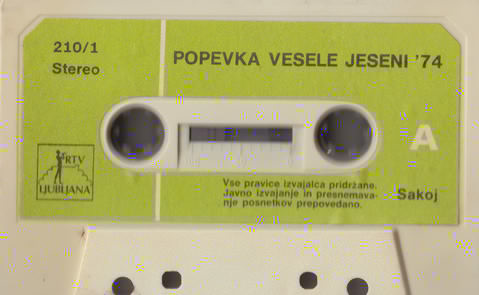 210/1
Stereo
POPEVKA VESELE JESENI '74
A
RTV
LJUBLJANA
Vse pravice izvajalca pridržane.
Javno izvajanje in presnemava-
nje posnetkov prepovedano.
Sakoj